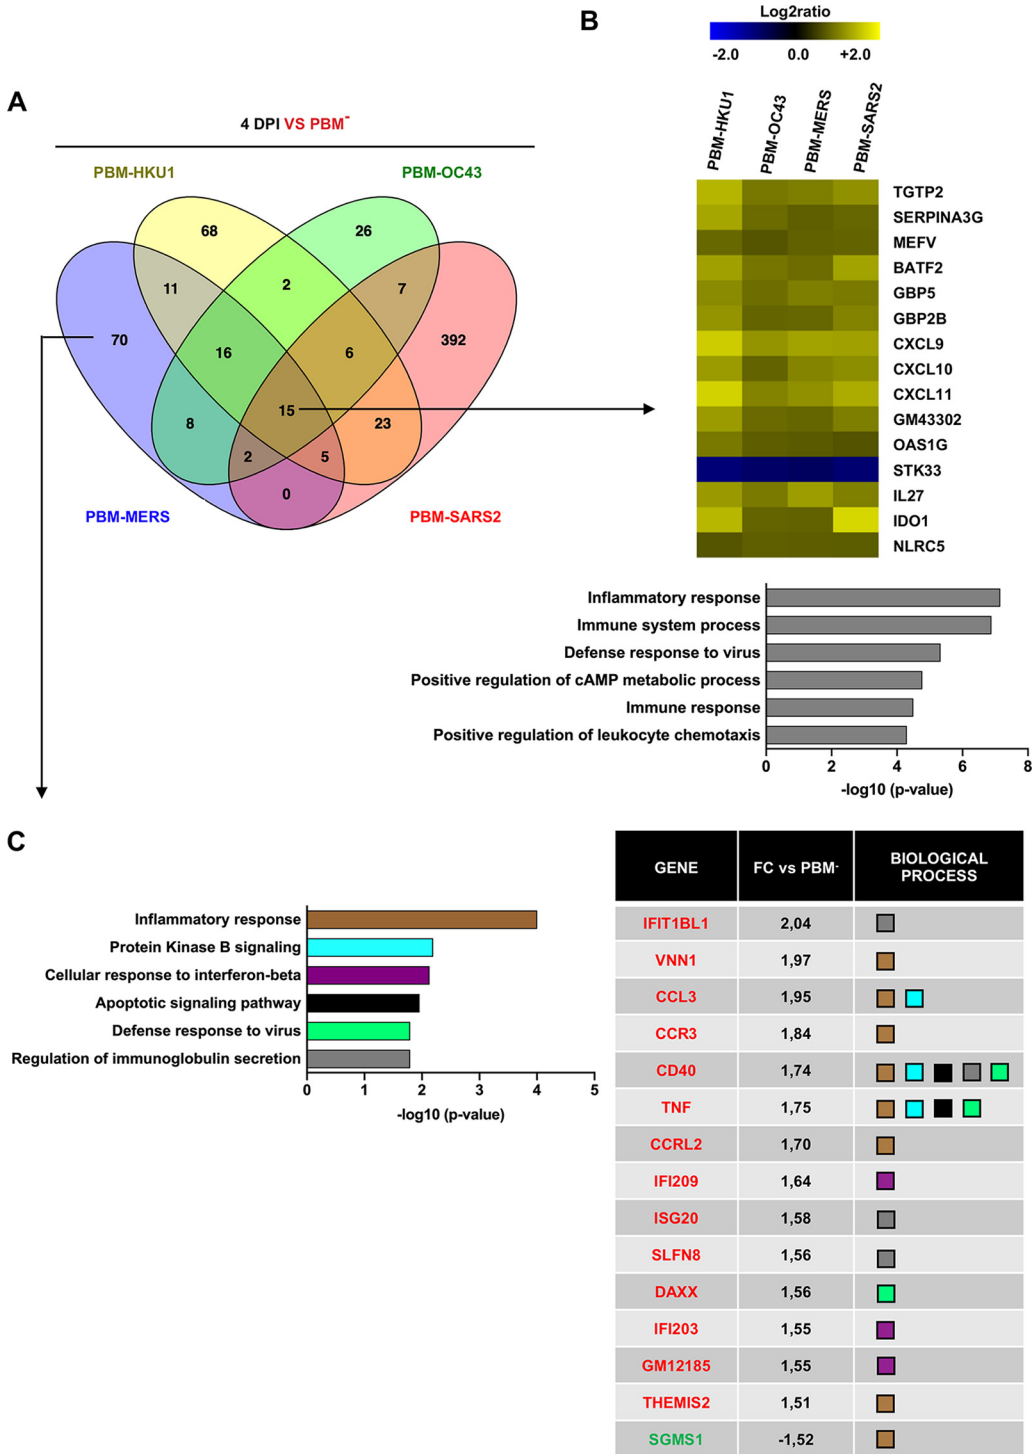 A
4 DPI VS PBM-
PBM-HKU1
PBM-OC43
68
26
11
2
7
70
16
6
392
15
8
23
2
5
0
PBM-MERS
PBM-SARS2
B
Log2ratio
-2.0 0.0 +2.0
PBM-HKU1
PBM-OC43
PBM-MERS
PBM-SARS2
TGTP2
SERPINA3G
MEFV
BATF2
GBP5
GBP2B
CXCL9
CXCL10
CXCL11
GM43302
OAS1G
STK33
IL27
IDO1
NLRC5
Inflammatory response
Immune system process
Defense response to virus
Positive regulation of cAMP metabolic process
Immune response
Positive regulation of leukocyte chemotaxis
0 2 4 6 8
-log10 (p-value)
C
Inflammatory response
Protein Kinase B signaling
Cellular response to interferon-beta
Apoptotic signaling pathway
Defense response to virus
Regulation of immunoglobulin secretion
0 1 2 3 4 5
-log10 (p-value)
GENE FC vs PBM- BIOLOGICAL
PROCESS
IFIT1BL1 2,04
VNN1 1,97
CCL3 1,95
CCR3 1,84
CD40 1,74
TNF 1,75
CCRL2 1,70
IFI209 1,64
ISG20 1,58
SLFN8 1,56
DAXX 1,56
IFI203 1,55
GM12185 1,55
THEMIS2 1,51
SGMS1 -1,52